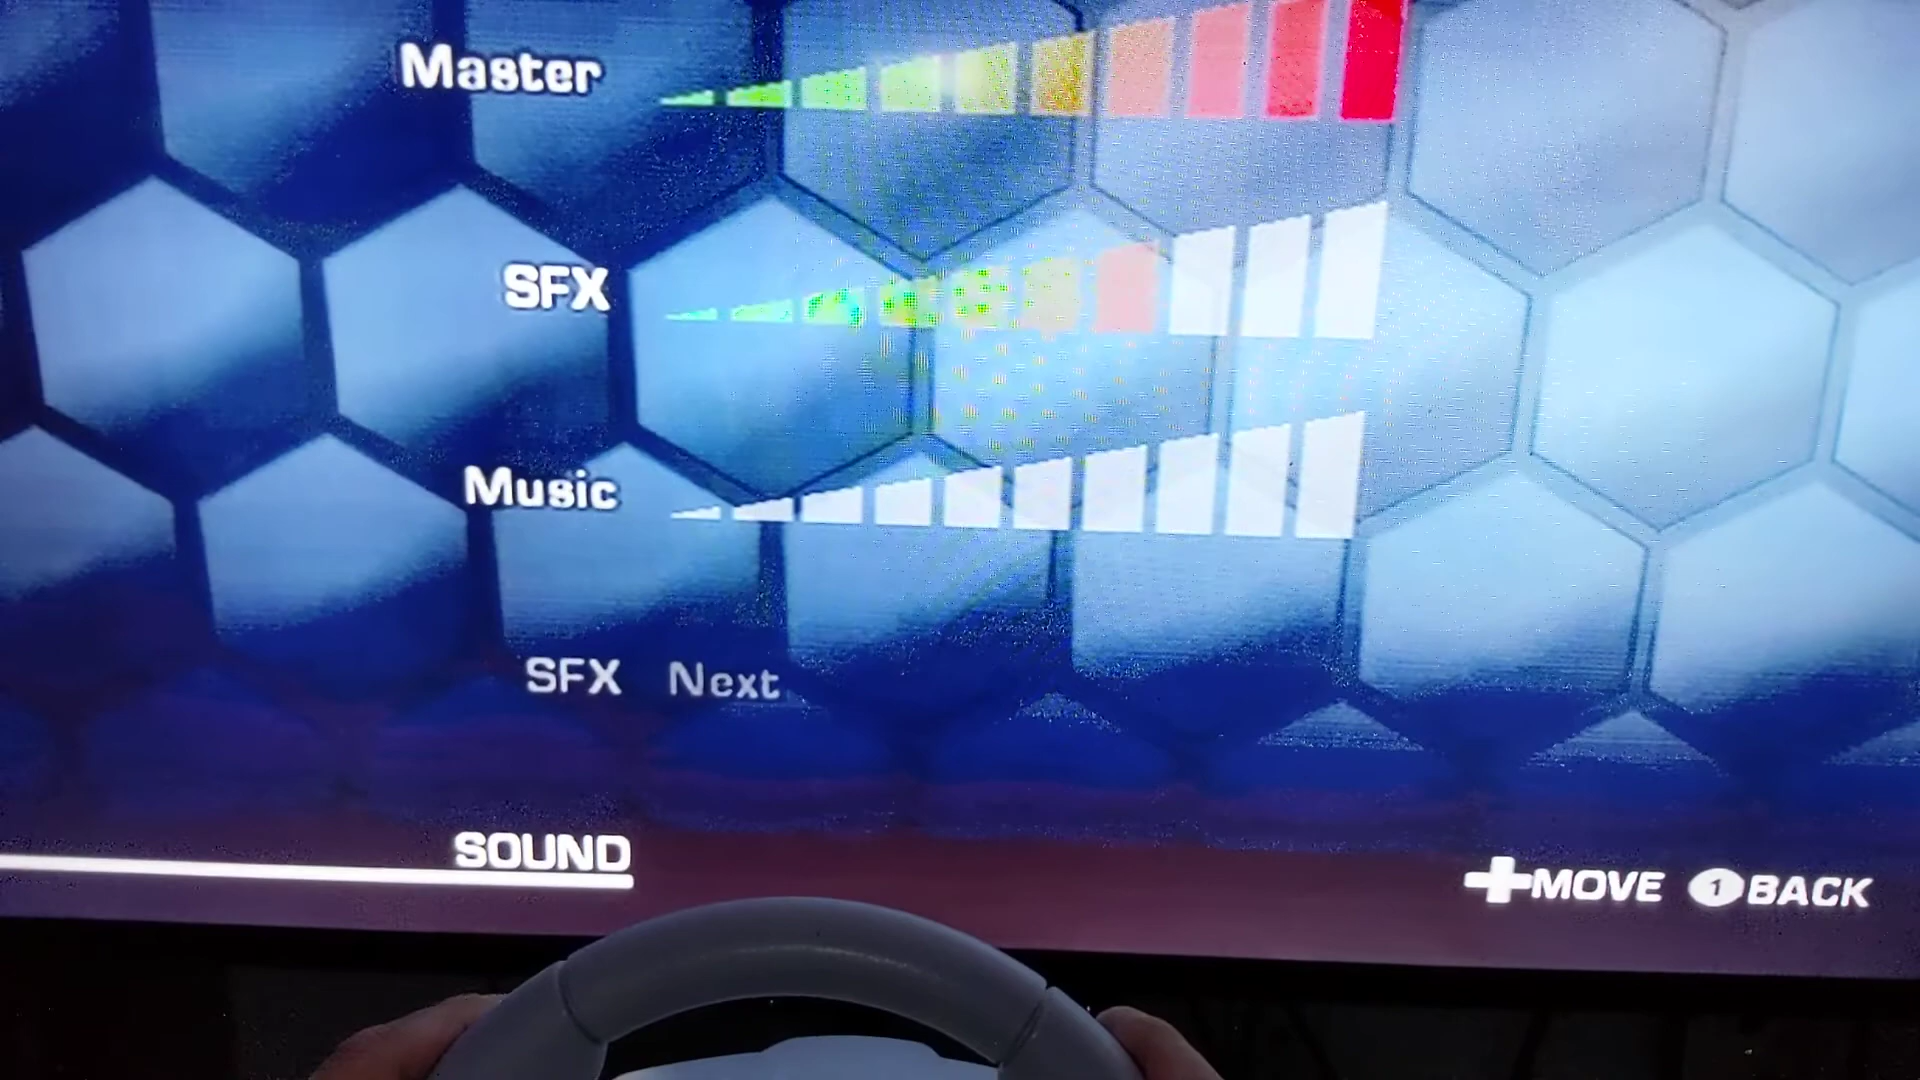 Master
SFX
Music
SFX Next
SOUND
MOVE 1 BACK